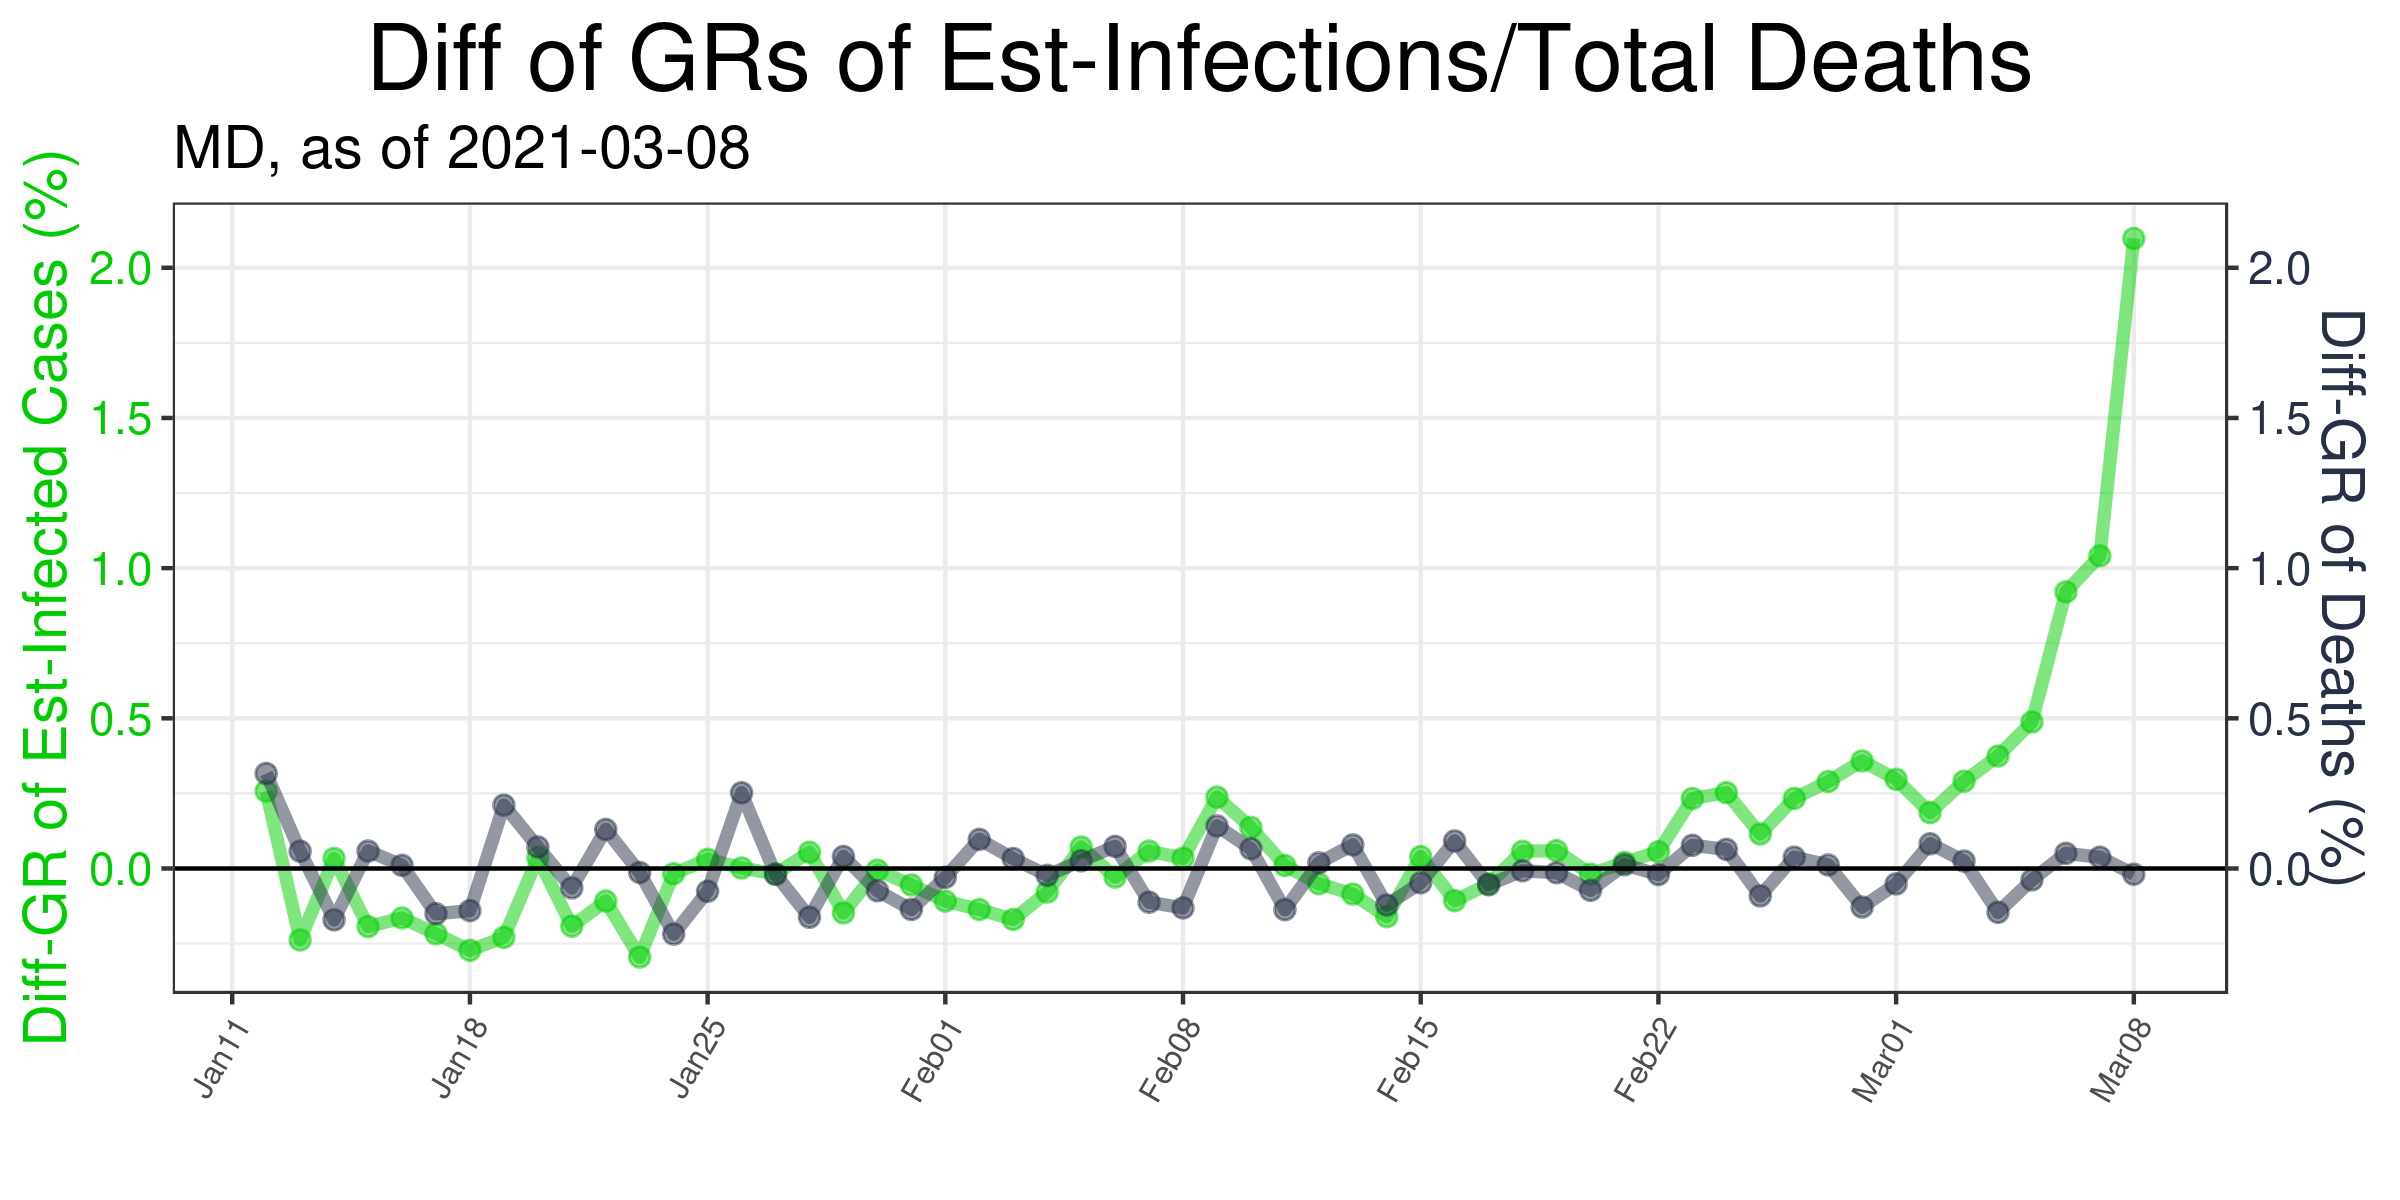 Diff of GRs of Est-Infections/Total Deaths
MD, as of 2021-03-08
Diff-GR of Est-Infected Cases (%)
2.0
1.5
1.0
0.5
0.0
2.0
1.5
1.0
0.5
0.0
Diff-GR of Deaths (%)
Jan11
Jan18
Jan25
Feb01
Feb08
Feb15
Feb22
Mar01
Mar08